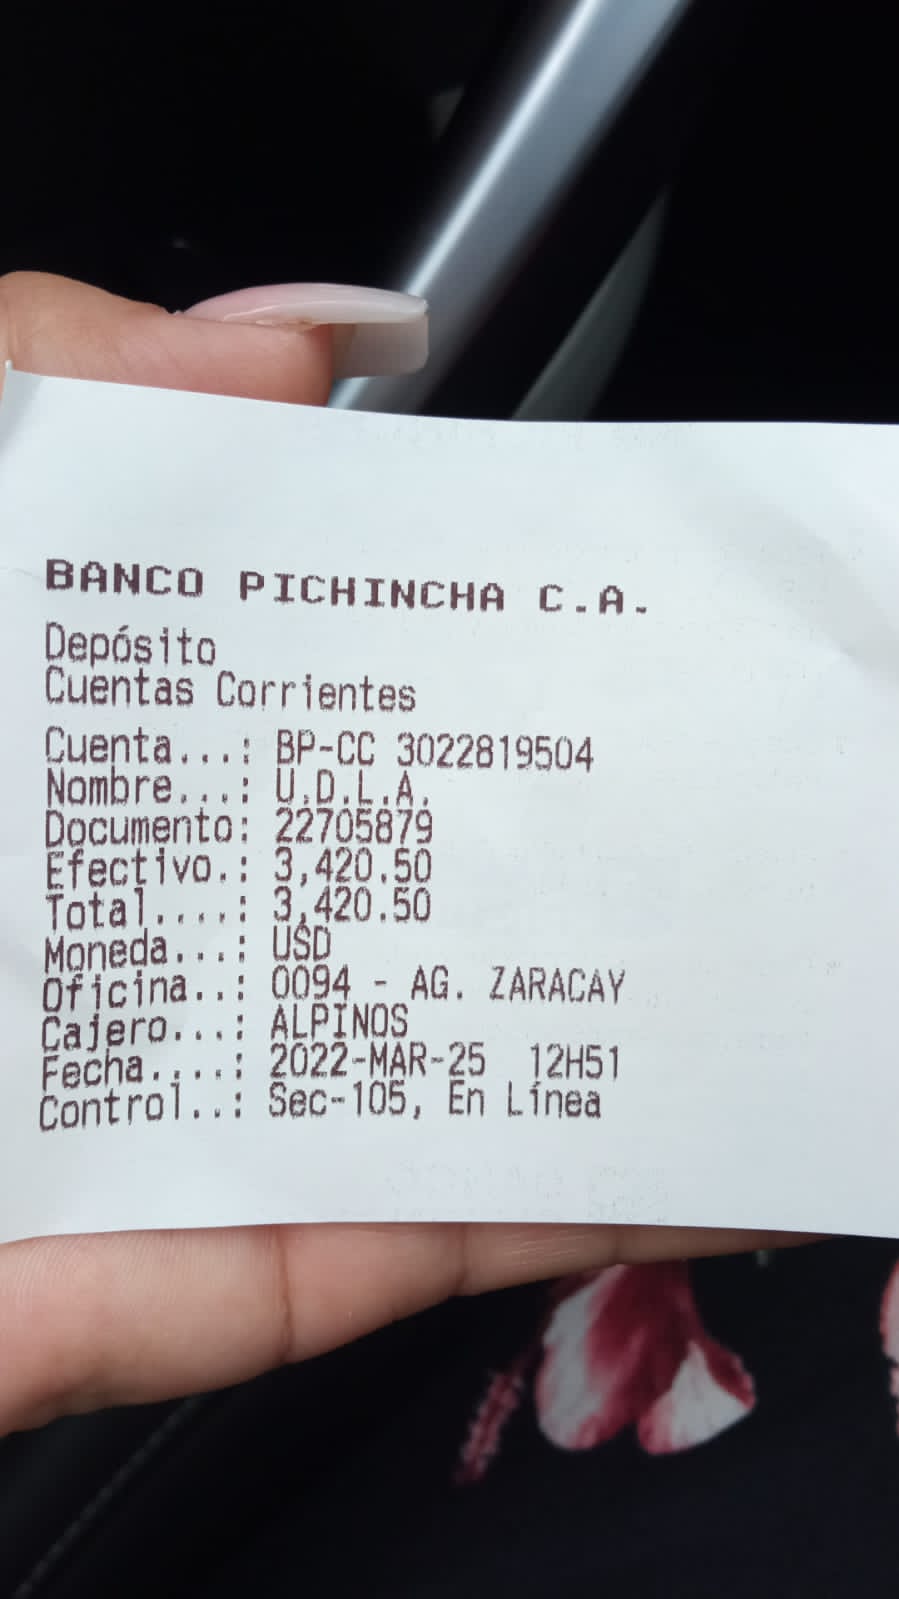 BANCO PICHINCHA C.A.
Depósito
Cuentas Corrientes
Cuenta...: BP-CC 3022819504
Nombre...: U.D.L.A.
Documento: 22705879
Efectivo.: 3,420.50
Total....: 3,420.50
Moneda...: USD
Oficina..: 0094 - AG. ZARACAY
Cajero...: ALPINOS
Fecha....: 2022-MAR-25 12H51
Control..: Sec-105, En Línea